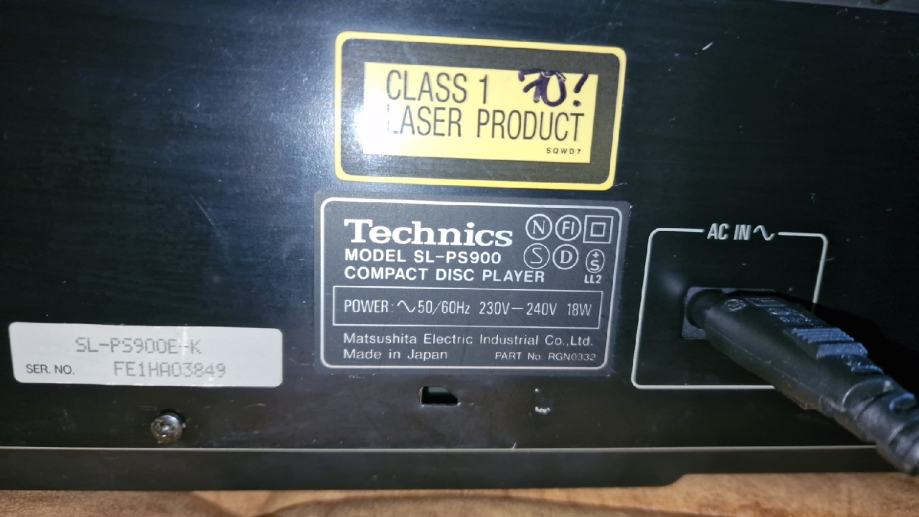 CLASS 1 70!
LASER PRODUCT
SQWD7
Technics
N FI
MODEL SL-PS900
S D +S
COMPACT DISC PLAYER
LL2
POWER: ∿50/60Hz 230V—240V 18W
Matsushita Electric Industrial Co.,Ltd.
Made in Japan PART No. RGN0332
AC IN∿
SL-PS900E-K
SER. NO. FE1HA03849